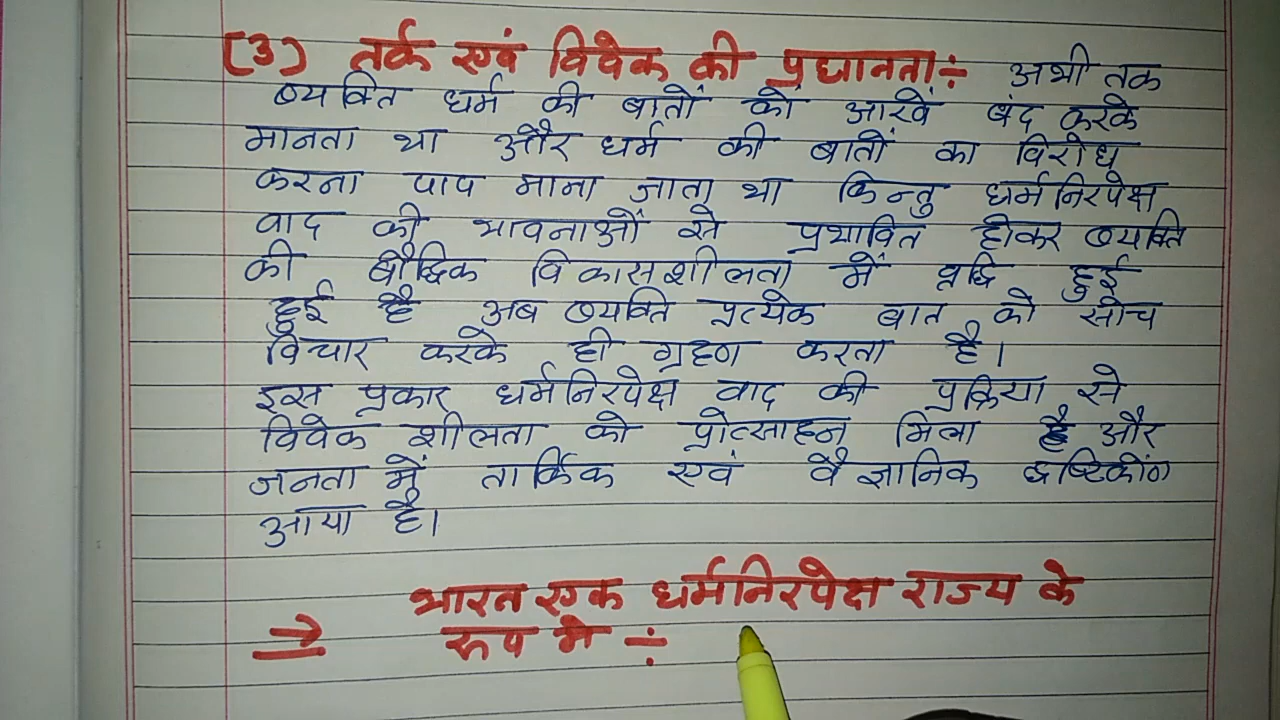 (3) तर्क एवं विवेक की प्रधानता÷ अभी तक
व्यक्ति धर्म की बातों को आखें बंद करके
मानता था और धर्म की बातों का विरोध
करना पाप माना जाता था किन्तु धर्मनिरपेक्ष
वाद की भावनाओं से प्रभावित होकर व्यक्ति
की बौद्धिक विकासशीलता में वृद्धि हुई
हुई है अब व्यक्ति प्रत्येक बात को सोच
विचार करके ही ग्रहण करता है।
इस प्रकार धर्मनिरपेक्ष वाद की प्रक्रिया से
विवेक शीलता को प्रोत्साहन मिला है और
जनता में तार्किक एवं वैज्ञानिक द्रष्टिकोंण
आया है।
⇒ भारत एक धर्मनिरपेक्ष राज्य के
रूप मे ÷